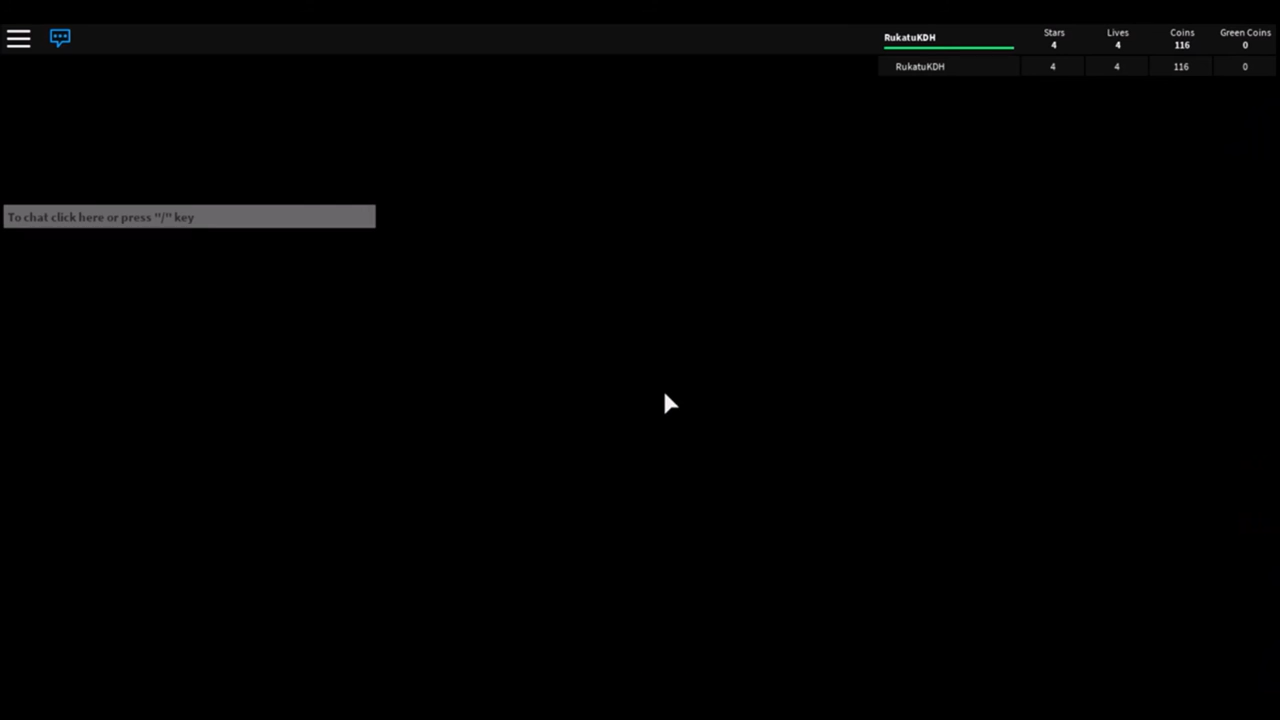 RukatuKDH Stars Lives Coins Green Coins
4 4 116 0
RukatuKDH 4 4 116 0
To chat click here or press "/" key